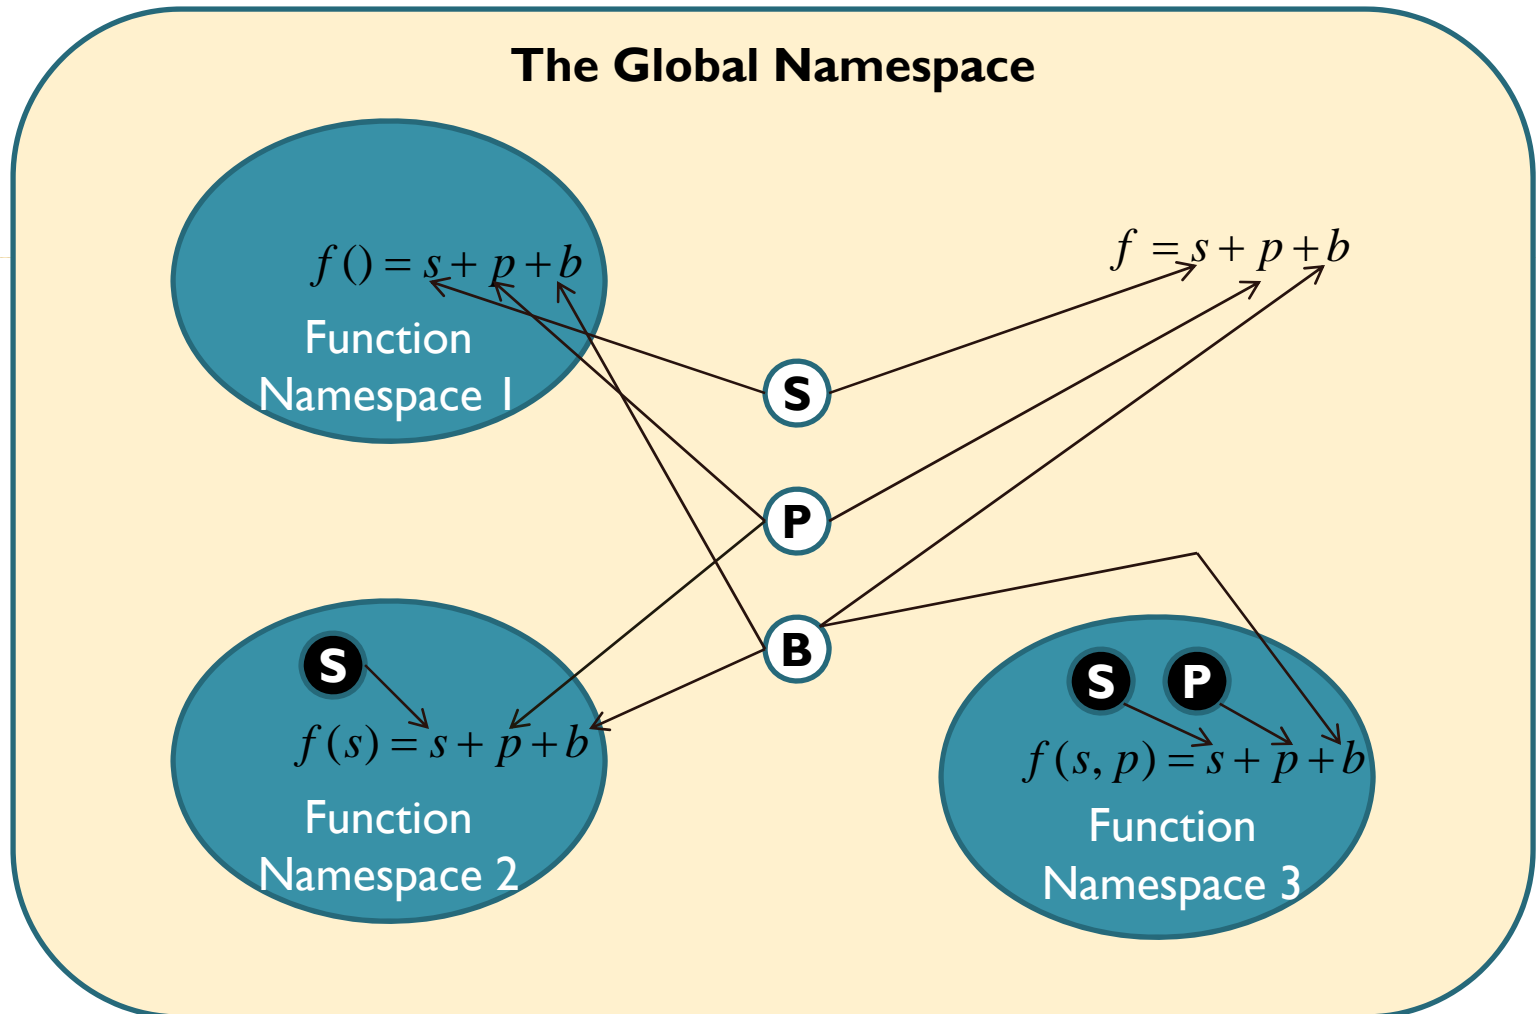 The Global Namespace
f() = s + p + b
Function
Namespace 1
f = s + p + b
S
P
B
S
f(s) = s + p + b
Function
Namespace 2
S P
f(s, p) = s + p + b
Function
Namespace 3